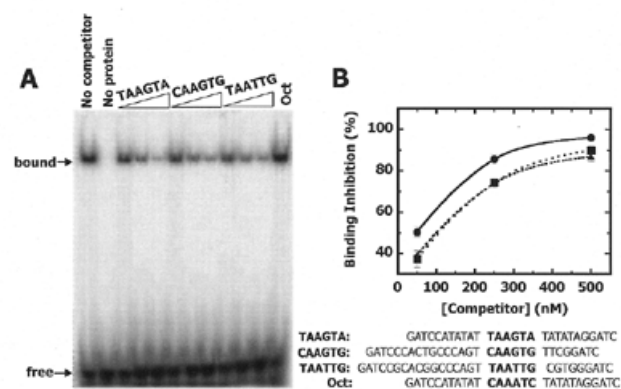 A
No competitor
No protein
TAAGTA
CAAGTG
TAATTG
Oct
bound
free
B
Binding Inhibition (%)
100
80
60
40
0 100 200 300 400 500
[Competitor] (nM)
TAAGTA: GATCCATATAT TAAGTA TATATAGGATC
CAAGTG: GATCCCACTGCCCAGT CAAGTG TTCGGATC
TAATTG: GATCCGCACGGCCCAGT TAATTG CGTGGGATC
Oct: GATCCATATAT CAAATC TATATAGGATC